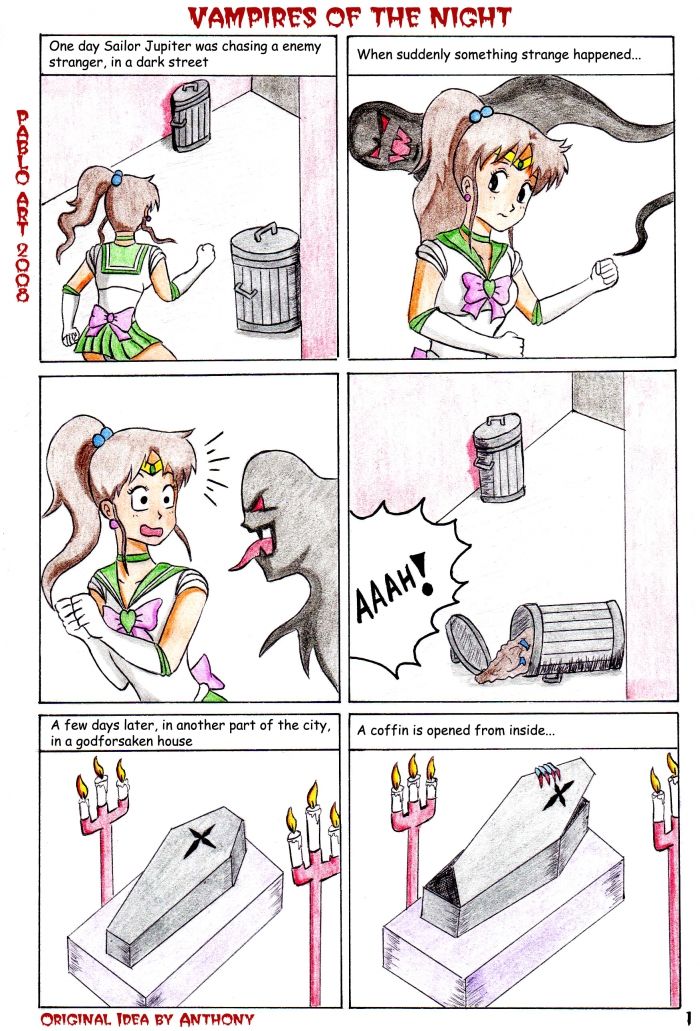 VAMPIRES OF THE NIGHT
PABLO ART 2008
One day Sailor Jupiter was chasing a enemy
stranger, in a dark street
When suddenly something strange happened...
AAAH!
A few days later, in another part of the city,
in a godforsaken house
A coffin is opened from inside...
ORIGINAL IDEA BY ANTHONY
1